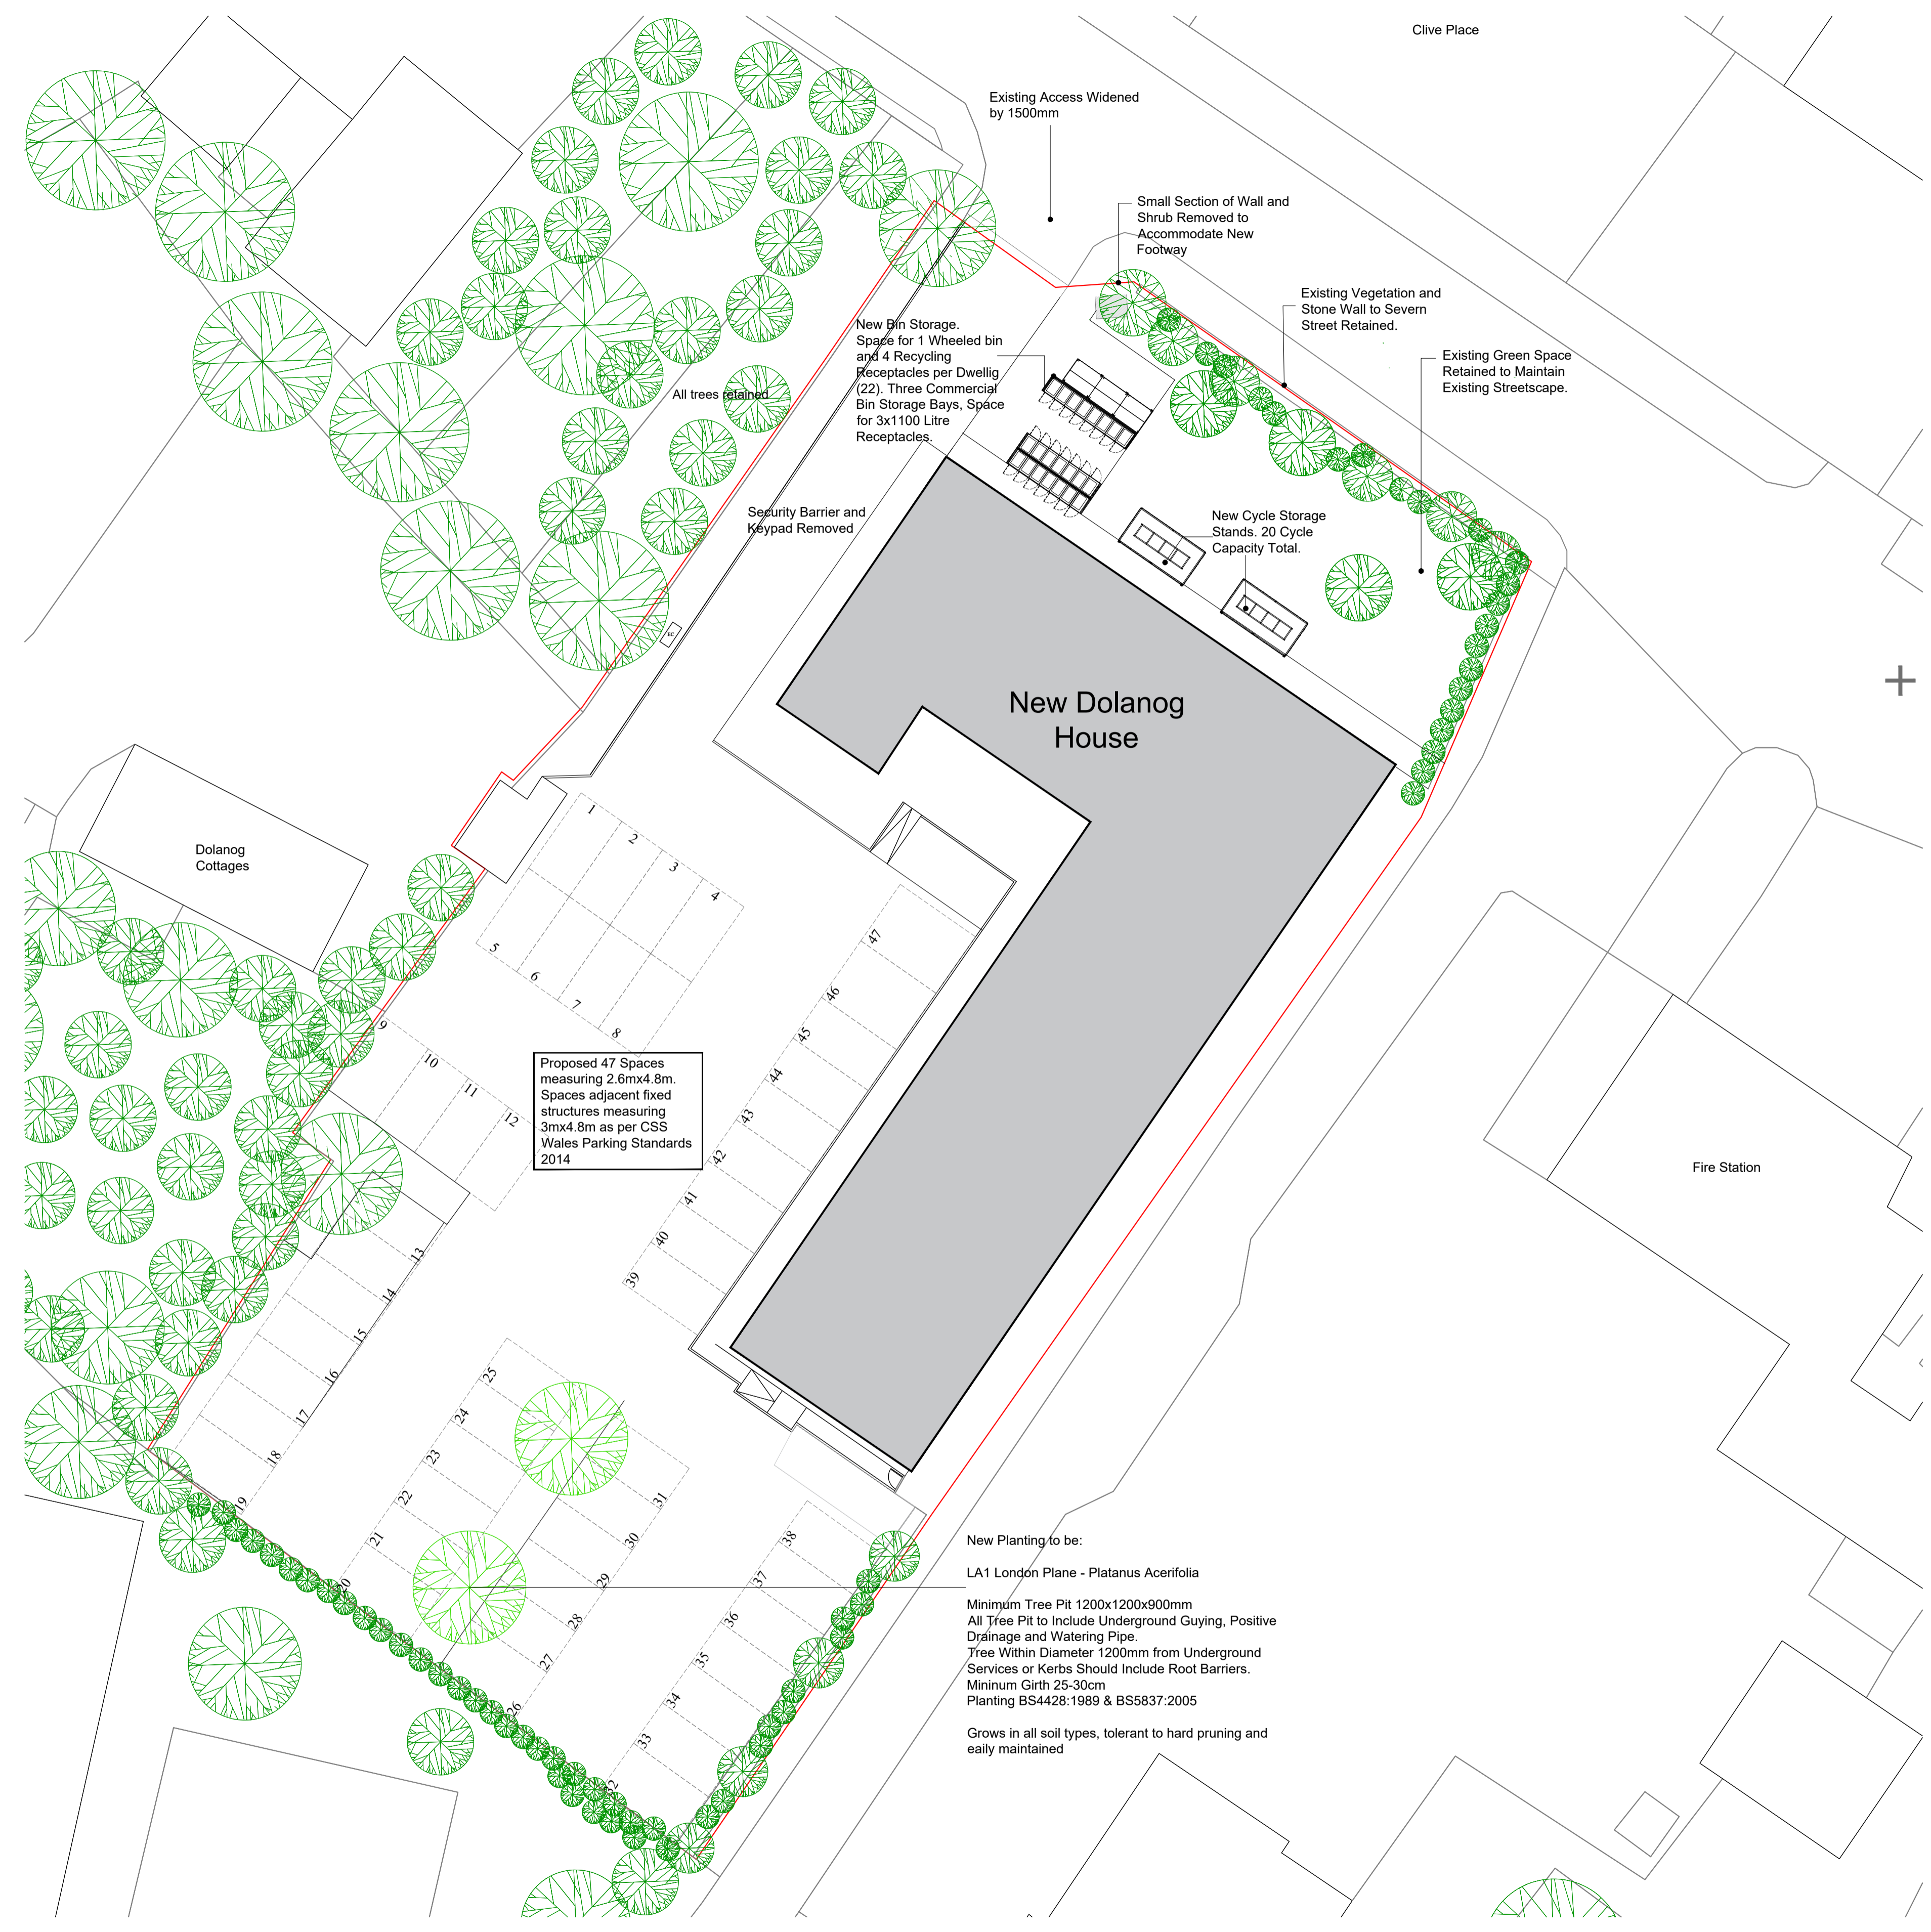 Clive Place
Existing Access Widened
by 1500mm
Small Section of Wall and
Shrub Removed to
Accommodate New
Footway
Existing Vegetation and
Stone Wall to Severn
Street Retained.
New Bin Storage.
Space for 1 Wheeled bin
and 4 Recycling
Receptacles per Dwellig
(22). Three Commercial
Bin Storage Bays, Space
for 3x1100 Litre
Receptacles.
Existing Green Space
Retained to Maintain
Existing Streetscape.
All trees retained
Security Barrier and
Keypad Removed
New Cycle Storage
Stands. 20 Cycle
Capacity Total.
EC
New Dolanog
House
Dolanog
Cottages
1
2
3
4
5
6
7
8
9
10
11
12
Proposed 47 Spaces
measuring 2.6mx4.8m.
Spaces adjacent fixed
structures measuring
3mx4.8m as per CSS
Wales Parking Standards
2014
47
46
45
44
43
42
41
40
39
Fire Station
13
14
15
16
17
18
19
25
24
23
22
21
20
31
30
29
28
27
26
38
37
36
35
34
33
32
New Planting to be:
LA1 London Plane - Platanus Acerifolia
Minimum Tree Pit 1200x1200x900mm
All Tree Pit to Include Underground Guying, Positive
Drainage and Watering Pipe.
Tree Within Diameter 1200mm from Underground
Services or Kerbs Should Include Root Barriers.
Mininum Girth 25-30cm
Planting BS4428:1989 & BS5837:2005
Grows in all soil types, tolerant to hard pruning and
eaily maintained